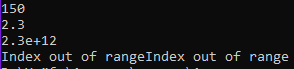 150
2.3
2.3e+12
Index out of rangeIndex out of range